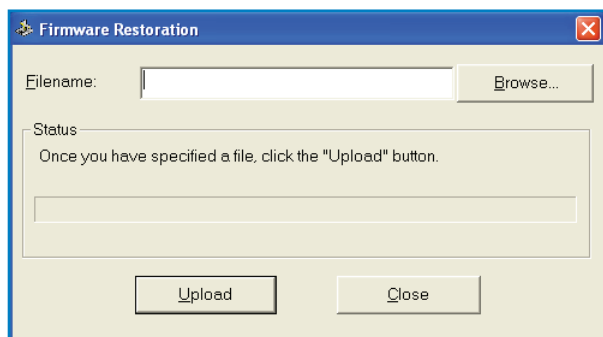 Firmware Restoration
Filename:
Browse...
Status
Once you have specified a file, click the "Upload" button.
Upload
Close